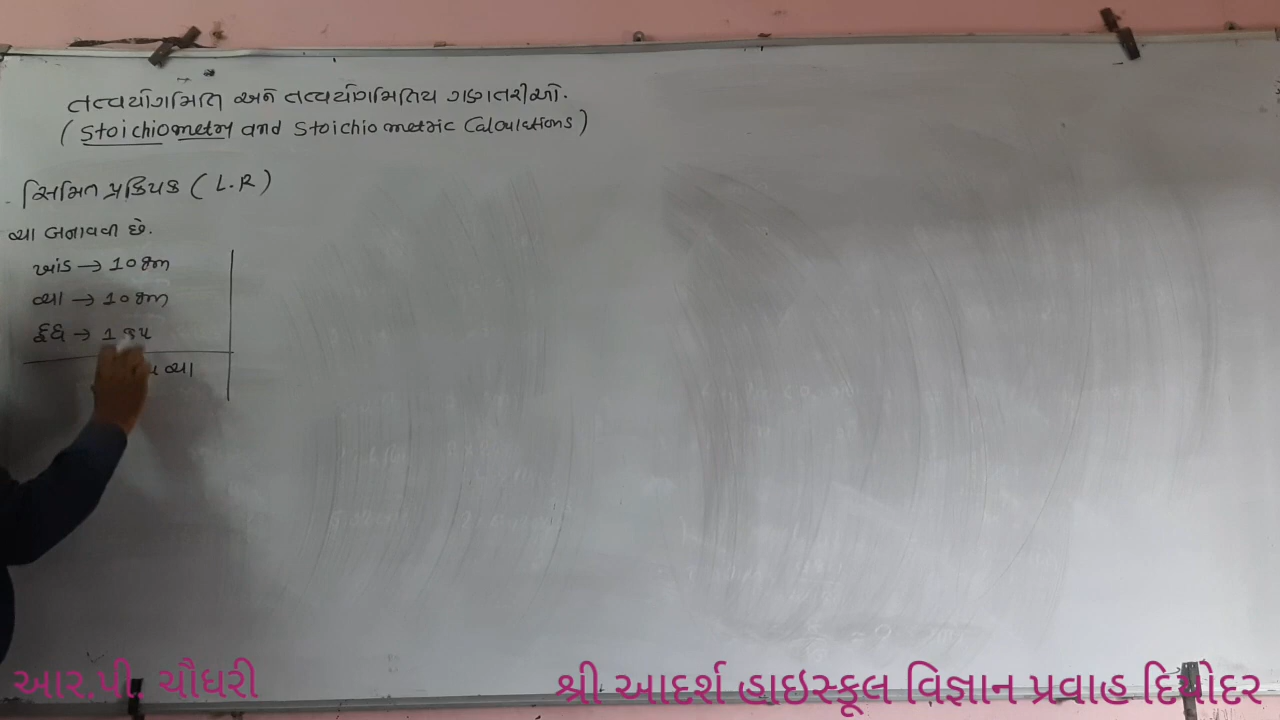 તત્વયોગમિતિ અને તત્વયોગમિતિય ગણતરીઓ.
(Stoichiometry and Stoichiometric Calculations)
સિમિત પ્રક્રિયક (L.R)
ચા બનાવવી છે.
ખાંડ → 10 gm
ચા → 10 gm
દૂધ → 1 કપ
ચા
આર.પી. ચૌધરી
શ્રી આદર્શ હાઇસ્કૂલ વિજ્ઞાન પ્રવાહ દિયોદર